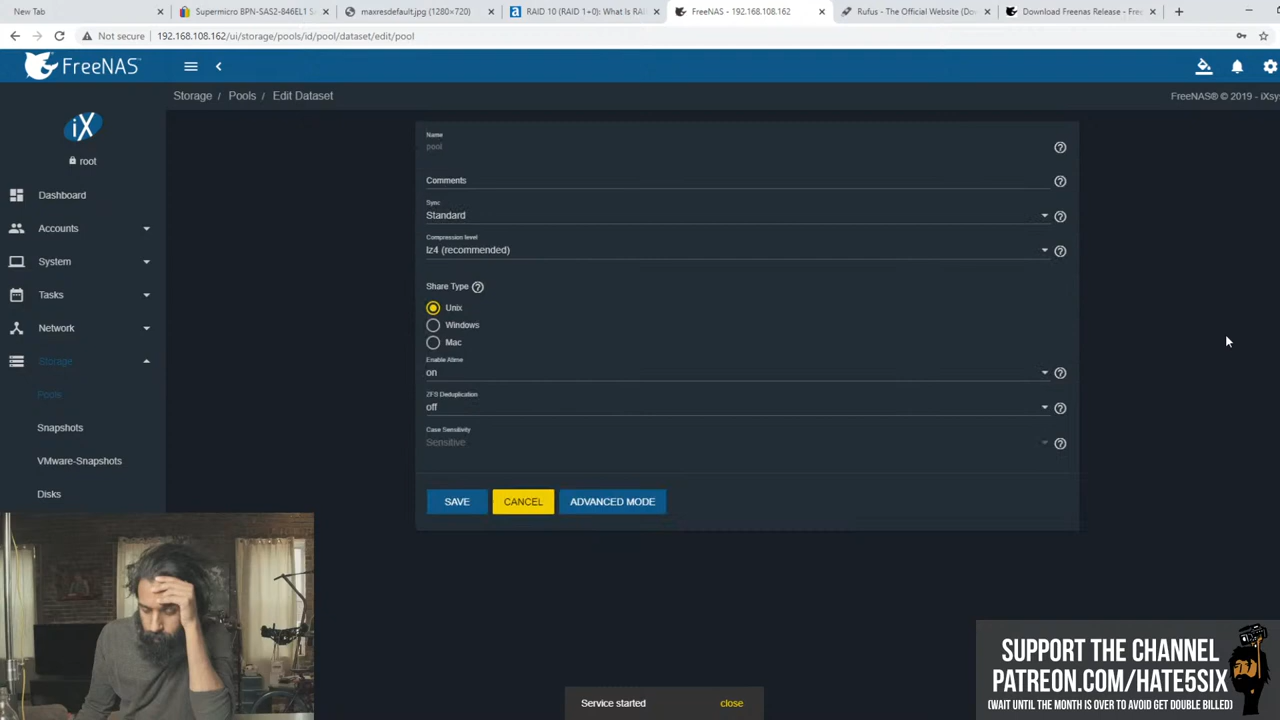 New Tab
Supermicro BPN-SAS2-846EL1 S
maxresdefault.jpg (1280×720)
RAID 10 (RAID 1+0): What Is RAI
FreeNAS - 192.168.108.162
Rufus - The Official Website (Dow
Download Freenas Release - Free
Not secure
192.168.108.162/ui/storage/pools/id/pool/dataset/edit/pool
FreeNAS
Storage / Pools / Edit Dataset
FreeNAS® © 2019 - iXsy
iX
root
Dashboard
Accounts
System
Tasks
Network
Storage
Pools
Snapshots
VMware-Snapshots
Disks
Name
pool
Comments
Sync
Standard
Compression level
lz4 (recommended)
Share Type
Unix
Windows
Mac
Enable Atime
on
ZFS Deduplication
off
Case Sensitivity
Sensitive
SAVE
CANCEL
ADVANCED MODE
Service started
close
SUPPORT THE CHANNEL
PATREON.COM/HATE5SIX
(WAIT UNTIL THE MONTH IS OVER TO AVOID GET DOUBLE BILLED)